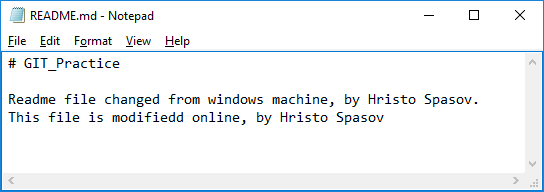 README.md - Notepad
File Edit Format View Help
# GIT_Practice
Readme file changed from windows machine, by Hristo Spasov.
This file is modifiedd online, by Hristo Spasov